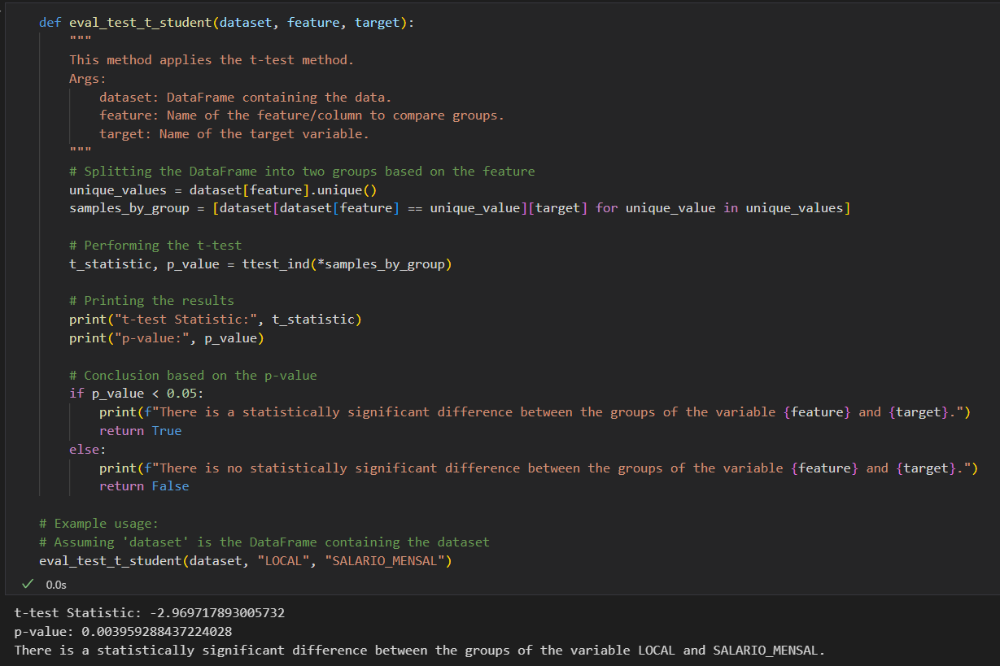 def eval_test_t_student(dataset, feature, target):
"""
This method applies the t-test method.
Args:
dataset: DataFrame containing the data.
feature: Name of the feature/column to compare groups.
target: Name of the target variable.
"""
# Splitting the DataFrame into two groups based on the feature
unique_values = dataset[feature].unique()
samples_by_group = [dataset[dataset[feature] == unique_value][target] for unique_value in unique_values]
# Performing the t-test
t_statistic, p_value = ttest_ind(*samples_by_group)
# Printing the results
print("t-test Statistic:", t_statistic)
print("p-value:", p_value)
# Conclusion based on the p-value
if p_value < 0.05:
print(f"There is a statistically significant difference between the groups of the variable {feature} and {target}.")
return True
else:
print(f"There is no statistically significant difference between the groups of the variable {feature} and {target}.")
return False
# Example usage:
# Assuming 'dataset' is the DataFrame containing the dataset
eval_test_t_student(dataset, "LOCAL", "SALARIO_MENSAL")
0.0s
t-test Statistic: -2.969717893005732
p-value: 0.003959288437224028
There is a statistically significant difference between the groups of the variable LOCAL and SALARIO_MENSAL.